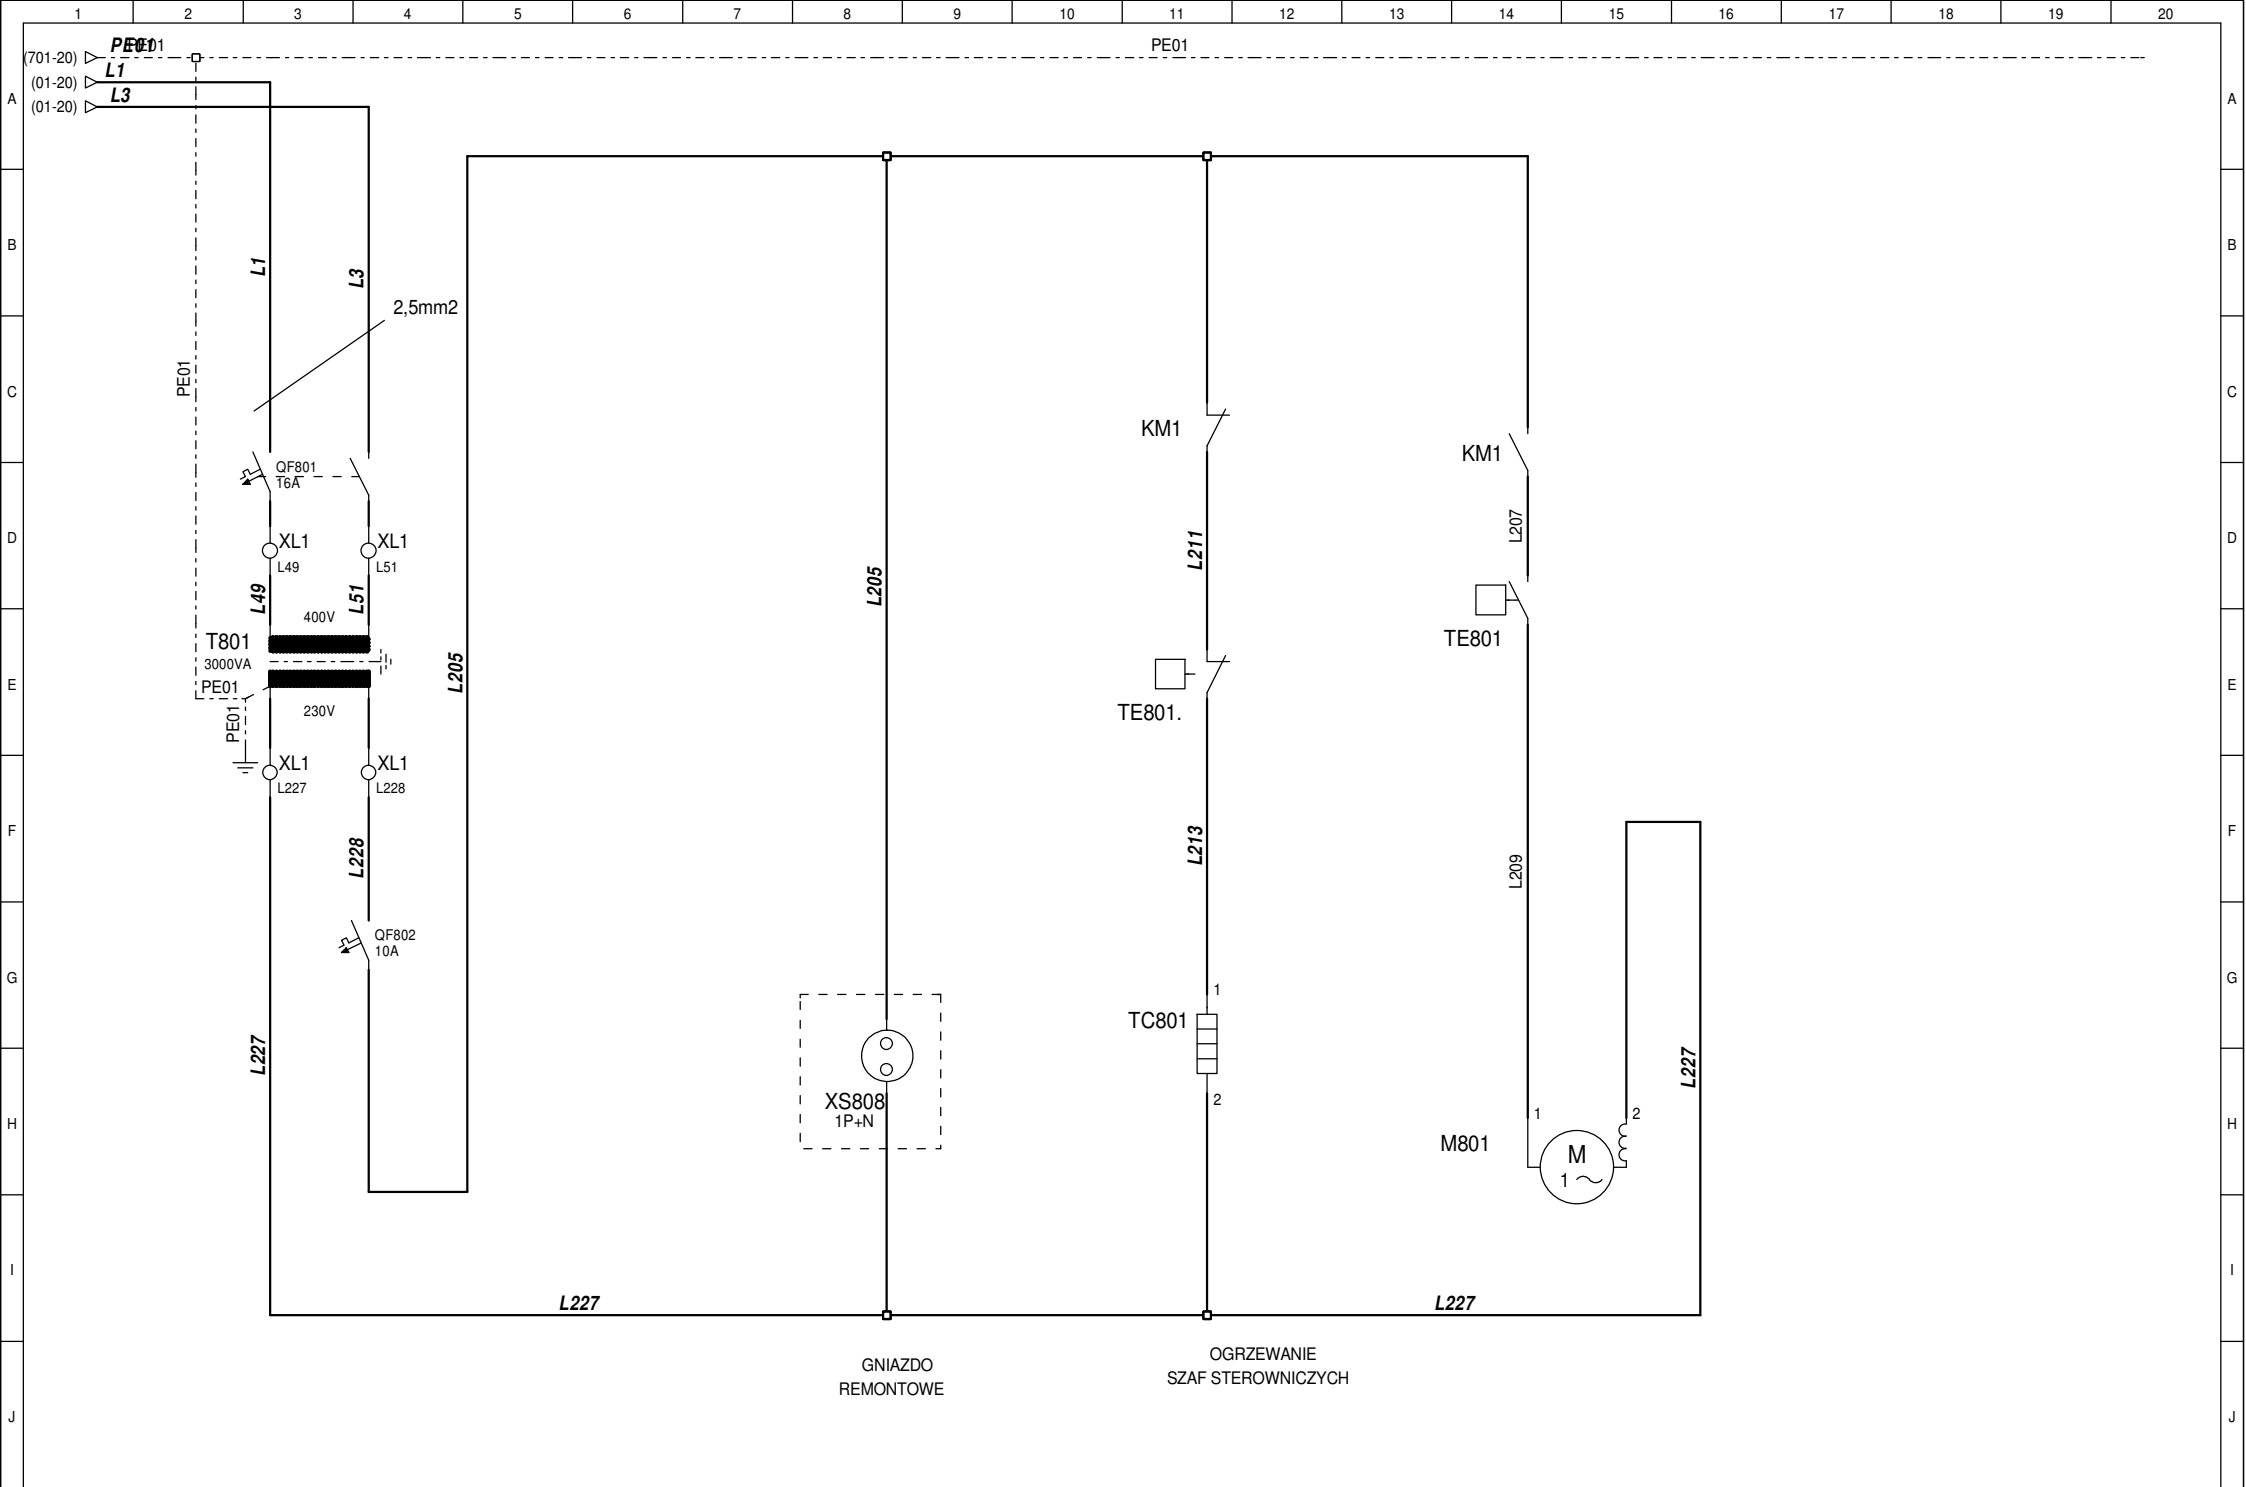 1 2 3 4 5 6 7 8 9 10 11 12 13 14 15 16 17 18 19 20
(701-20) PE01 PE01 PE01
(01-20) L1
(01-20) L3
A A
B B
L1 L3
2,5mm2
PE01
C C
KM1
KM1
QF801
16A
D D
XL1 XL1
L49 L51
L49 L51
L205
L205
L211
L207
400V
T801
3000VA
PE01
PE01
230V
E E
TE801.
TE801
XL1 XL1
L227 L228
F F
L228
L213
L209
QF802
10A
G G
1
TC801
2
L227
L227
XS808
1P+N
1 2
M801
M
1
H H
I I
L227 L227
GNIAZDO
REMONTOWE
OGRZEWANIE
SZAF STEROWNICZYCH
J J